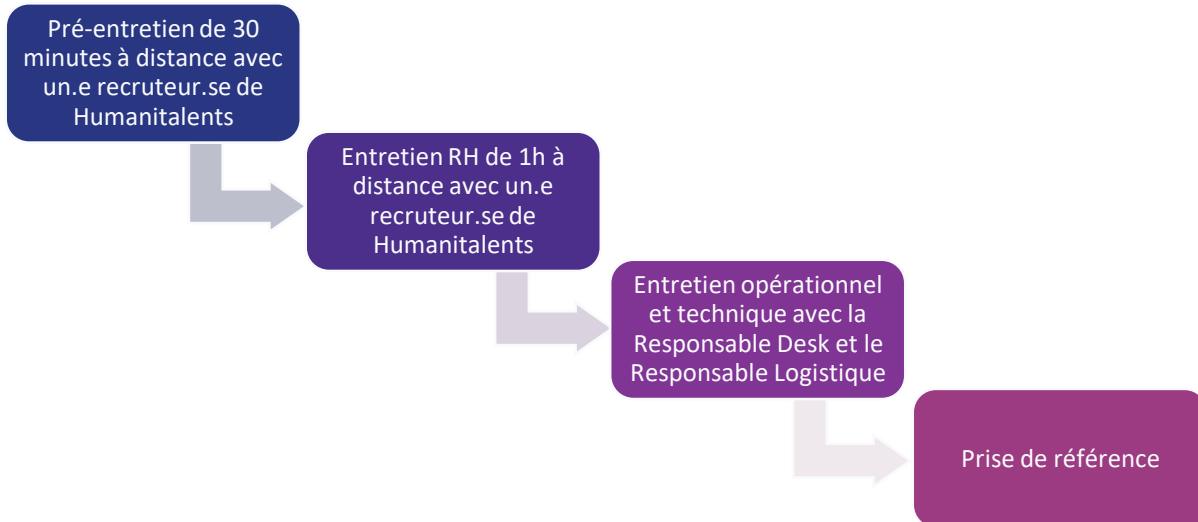 Pré-entretien de 30
minutes à distance avec
un.e recruteur.se de
Humanitalents
Entretien RH de 1h à
distance avec un.e
recruteur.se de
Humanitalents
Entretien opérationnel
et technique avec la
Responsable Desk et le
Responsable Logistique
Prise de référence